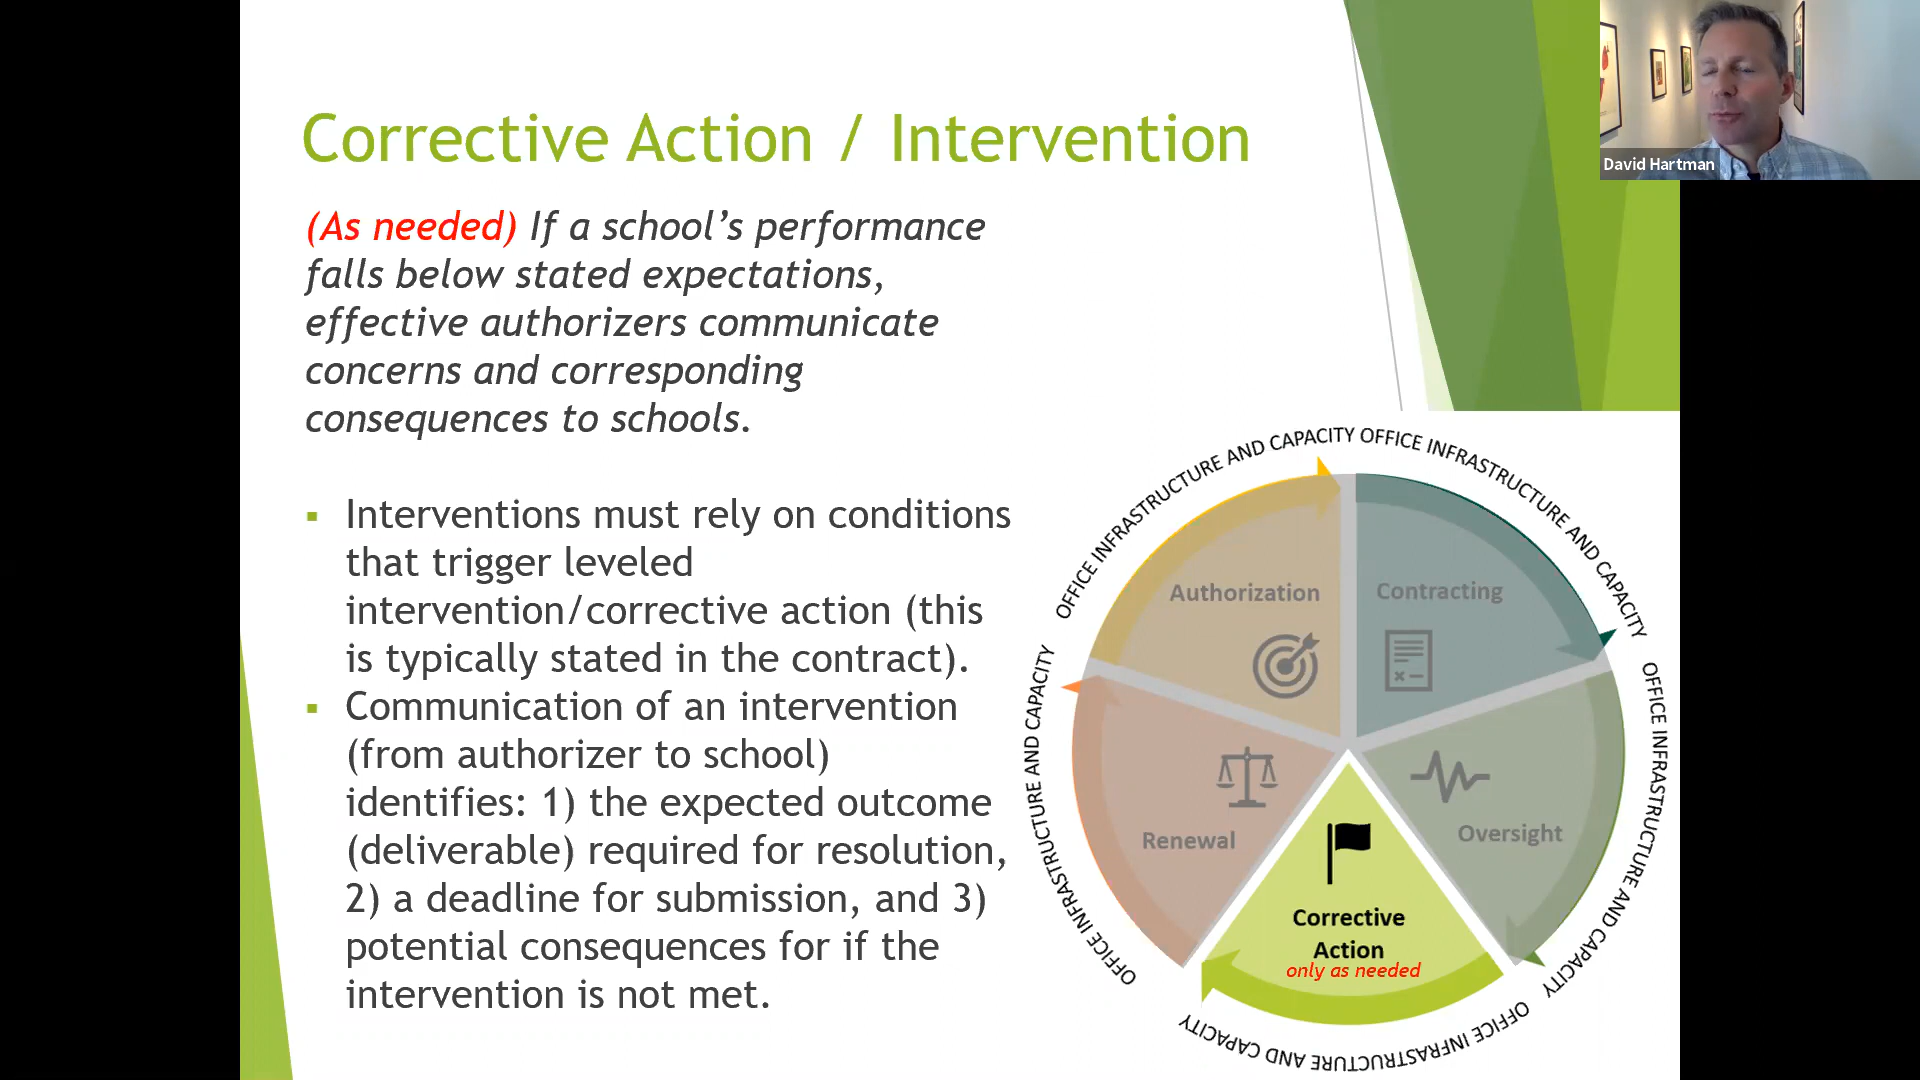 Corrective Action / Intervention
David Hartman
(As needed) If a school’s performance
falls below stated expectations,
effective authorizers communicate
concerns and corresponding
consequences to schools.
▪ Interventions must rely on conditions
that trigger leveled
intervention/corrective action (this
is typically stated in the contract).
▪ Communication of an intervention
(from authorizer to school)
identifies: 1) the expected outcome
(deliverable) required for resolution,
2) a deadline for submission, and 3)
potential consequences for if the
intervention is not met.
OFFICE INFRASTRUCTURE AND CAPACITY
OFFICE INFRASTRUCTURE AND CAPACITY
OFFICE INFRASTRUCTURE AND CAPACITY
OFFICE INFRASTRUCTURE AND CAPACITY
OFFICE INFRASTRUCTURE AND CAPACITY
Authorization
Contracting
Renewal
Oversight
Corrective
Action
only as needed